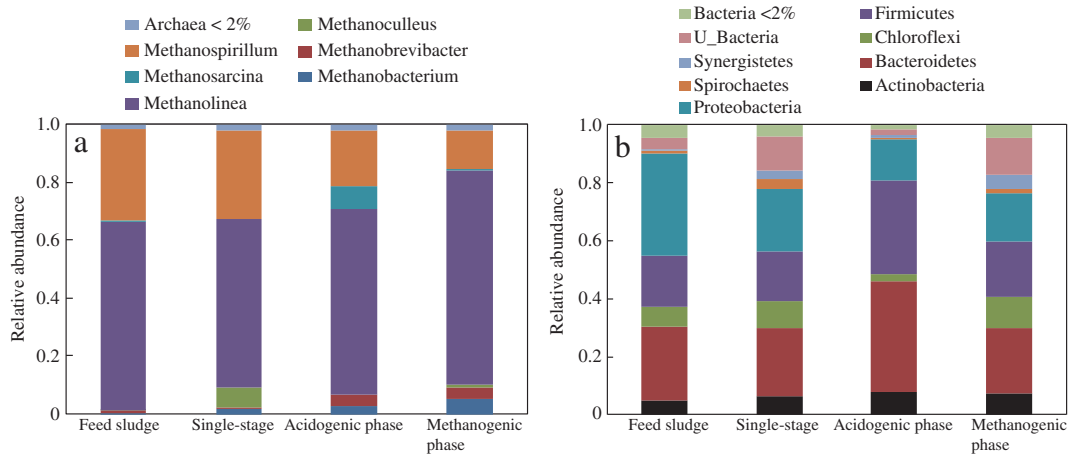 Archaea < 2%
Methanoculleus
Methanospirillum
Methanobrevibacter
Methanosarcina
Methanobacterium
Methanolinea
1.0
0.8
0.6
0.4
0.2
0
Relative abundance
a
Feed sludge
Single-stage
Acidogenic phase
Methanogenic
phase
Bacteria <2%
Firmicutes
U_Bacteria
Chloroflexi
Synergistetes
Bacteroidetes
Spirochaetes
Actinobacteria
Proteobacteria
1.0
0.8
0.6
0.4
0.2
0
Relative abundance
b
Feed sludge
Single-stage
Acidogenic phase
Methanogenic
phase